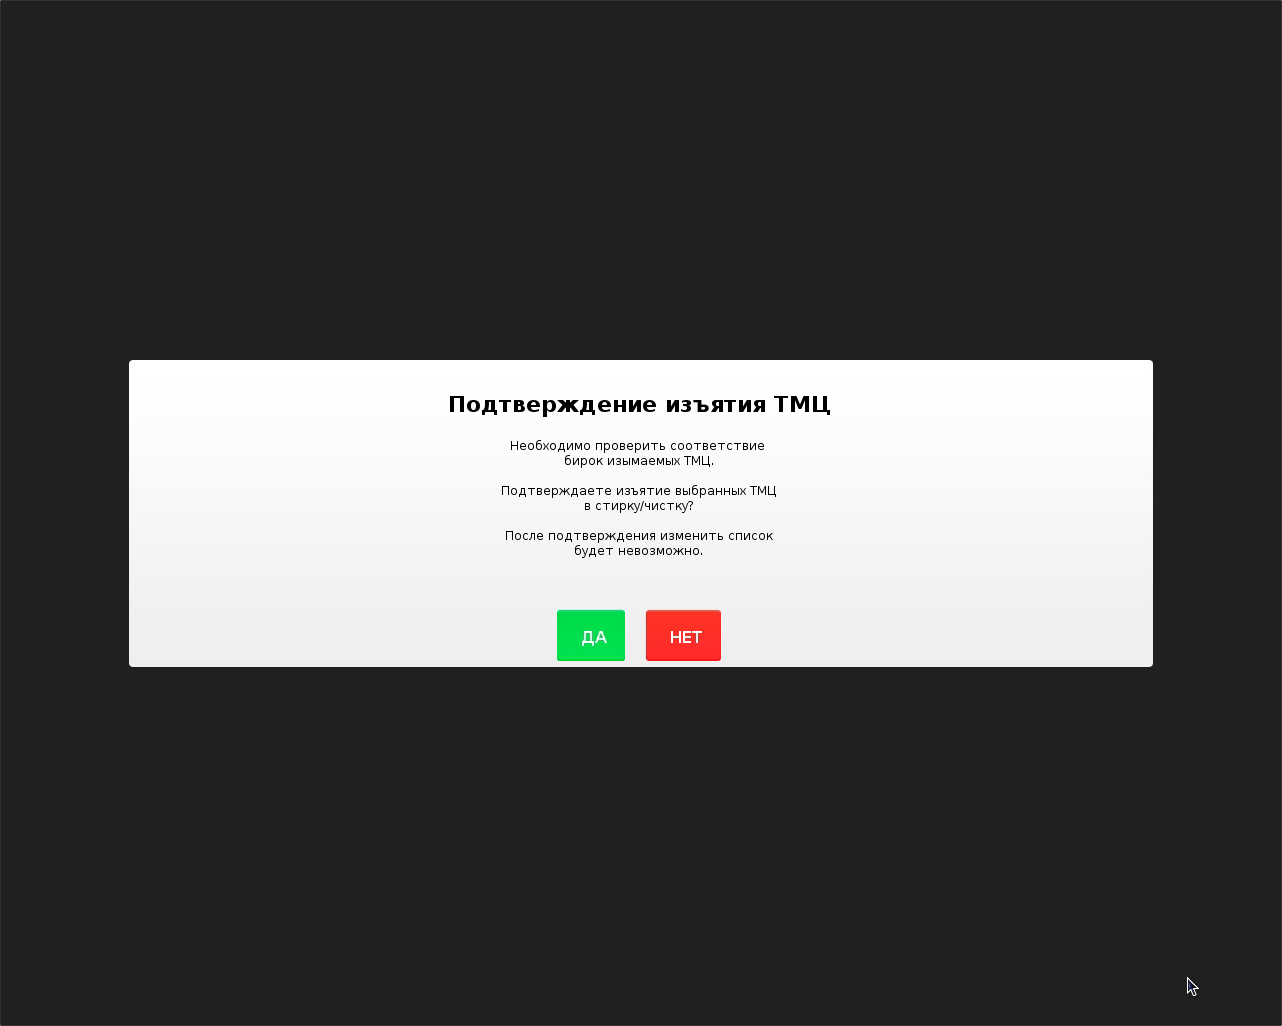 Подтверждение изъятия ТМЦ
Необходимо проверить соответствие
бирок изымаемых ТМЦ.
Подтверждаете изъятие выбранных ТМЦ
в стирку/чистку?
После подтверждения изменить список
будет невозможно.
ДА НЕТ